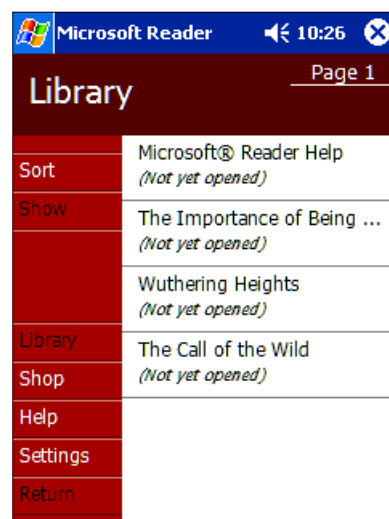 Microsoft Reader 10:26
Library
Page 1
Sort
Show
Library
Shop
Help
Settings
Return
Microsoft® Reader Help
(Not yet opened)
The Importance of Being ...
(Not yet opened)
Wuthering Heights
(Not yet opened)
The Call of the Wild
(Not yet opened)